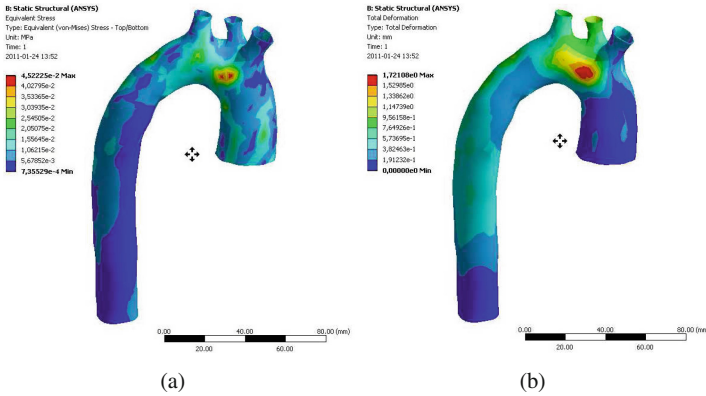 B: Static Structural (ANSYS)
Equivalent Stress
Type: Equivalent (von-Mises) Stress - Top/Bottom
Unit: MPa
Time: 1
2011-01-24 13:52
4,52225e-2 Max
4,02795e-2
3,53365e-2
3,03935e-2
2,54505e-2
2,05075e-2
1,55645e-2
1,06215e-2
5,67852e-3
7,35529e-4 Min
0.00
40.00
80.00 (mm)
20.00
60.00
(a)
B: Static Structural (ANSYS)
Total Deformation
Type: Total Deformation
Unit: mm
Time: 1
2011-01-24 13:52
1,72108e0 Max
1,52985e0
1,33862e0
1,14739e0
9,56158e-1
7,64926e-1
5,73695e-1
3,82463e-1
1,91232e-1
0,00000e0 Min
0.00
40.00
80.00 (mm
20.00
60.00
(b)